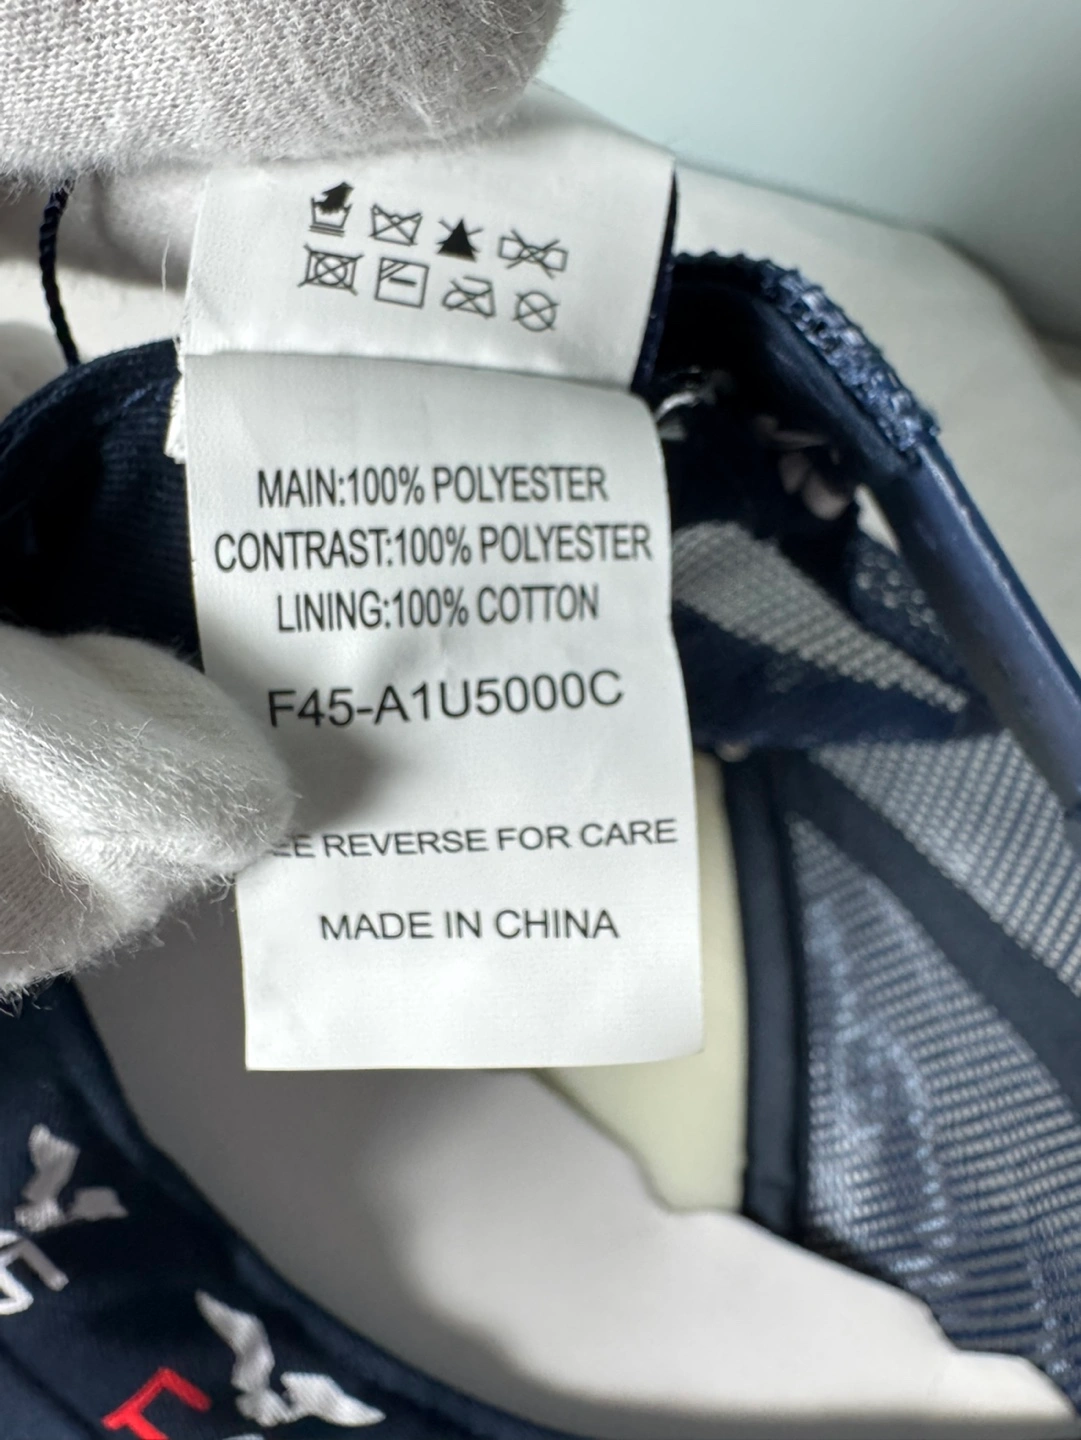 MAIN:100% POLYESTER
CONTRAST:100% POLYESTER
LINING:100% COTTON
F45-A1U5000C
REVERSE FOR CARE
MADE IN CHINA